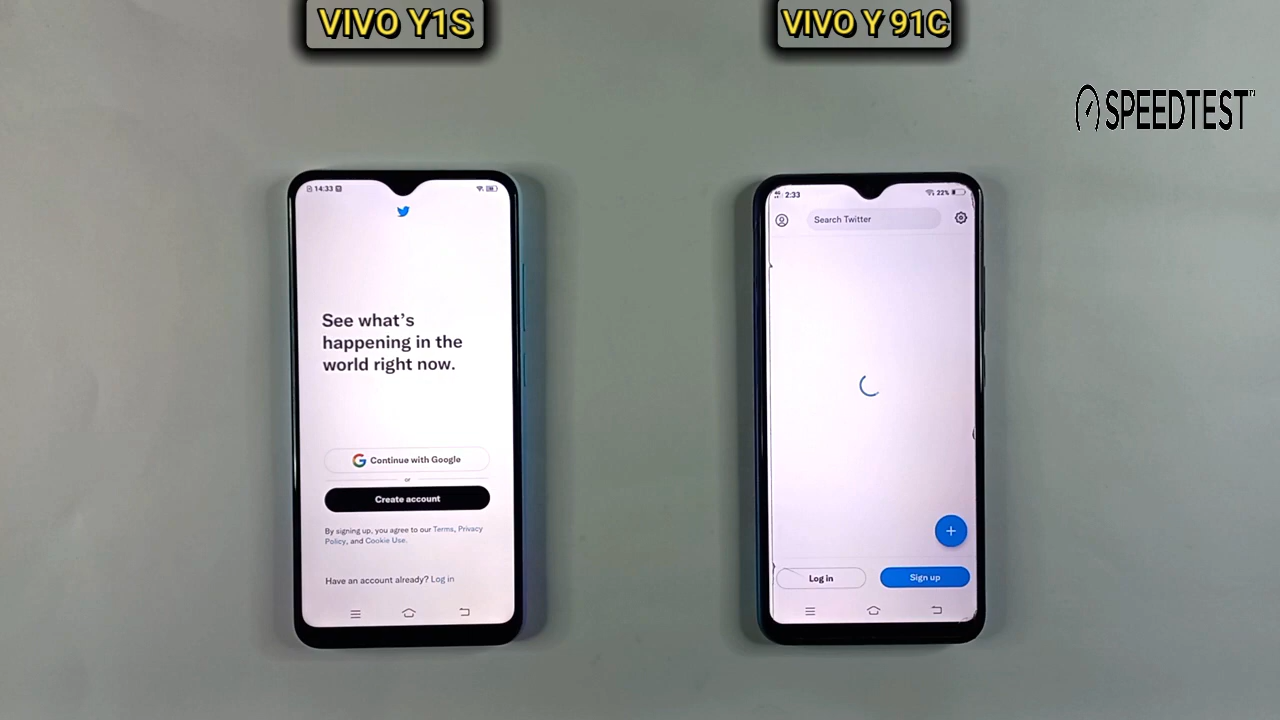 VIVO Y1S
VIVO Y 91C
SPEEDTEST
14:33
See what's
happening in the
world right now.
Continue with Google
or
Create account
By signing up, you agree to our Terms, Privacy
Policy, and Cookie Use.
Have an account already? Log in
2:33
22%
Search Twitter
Log in
Sign up